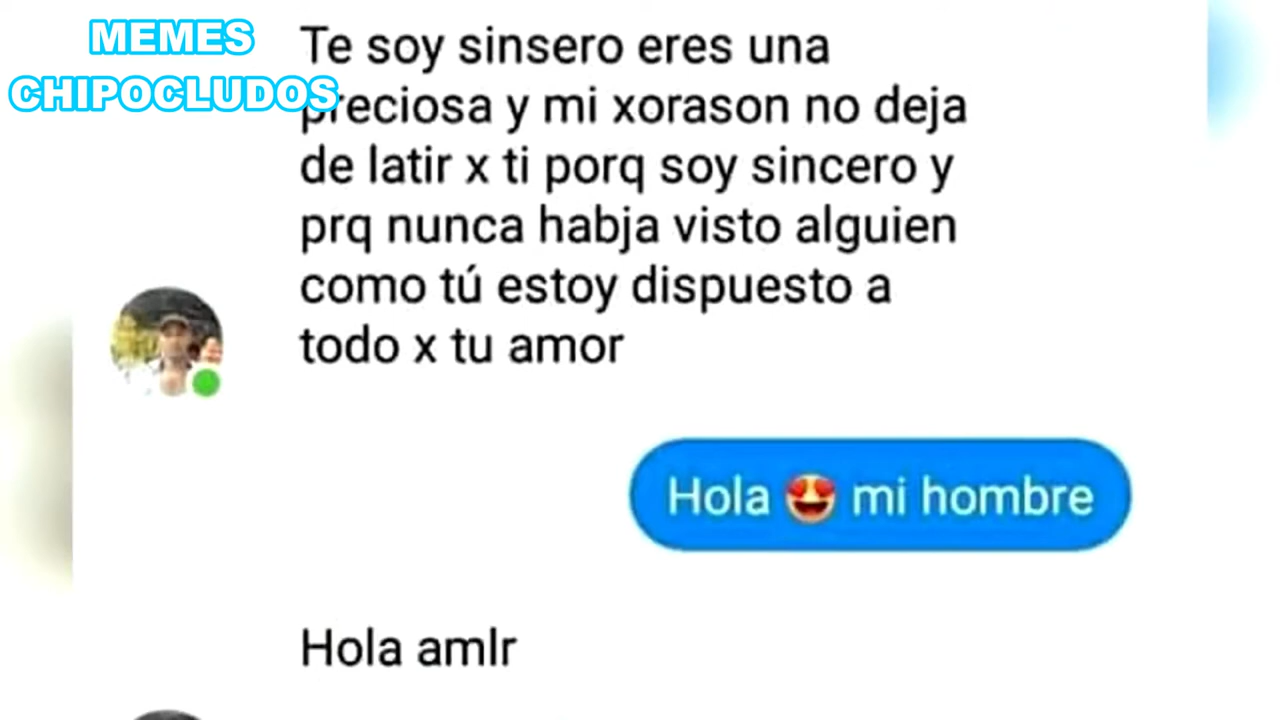 MEMES
CHIPOCLUDOS
Te soy sinsero eres una
preciosa y mi xorason no deja
de latir x ti porq soy sincero y
prq nunca habja visto alguien
como tú estoy dispuesto a
todo x tu amor
Hola 😍 mi hombre
Hola amlr